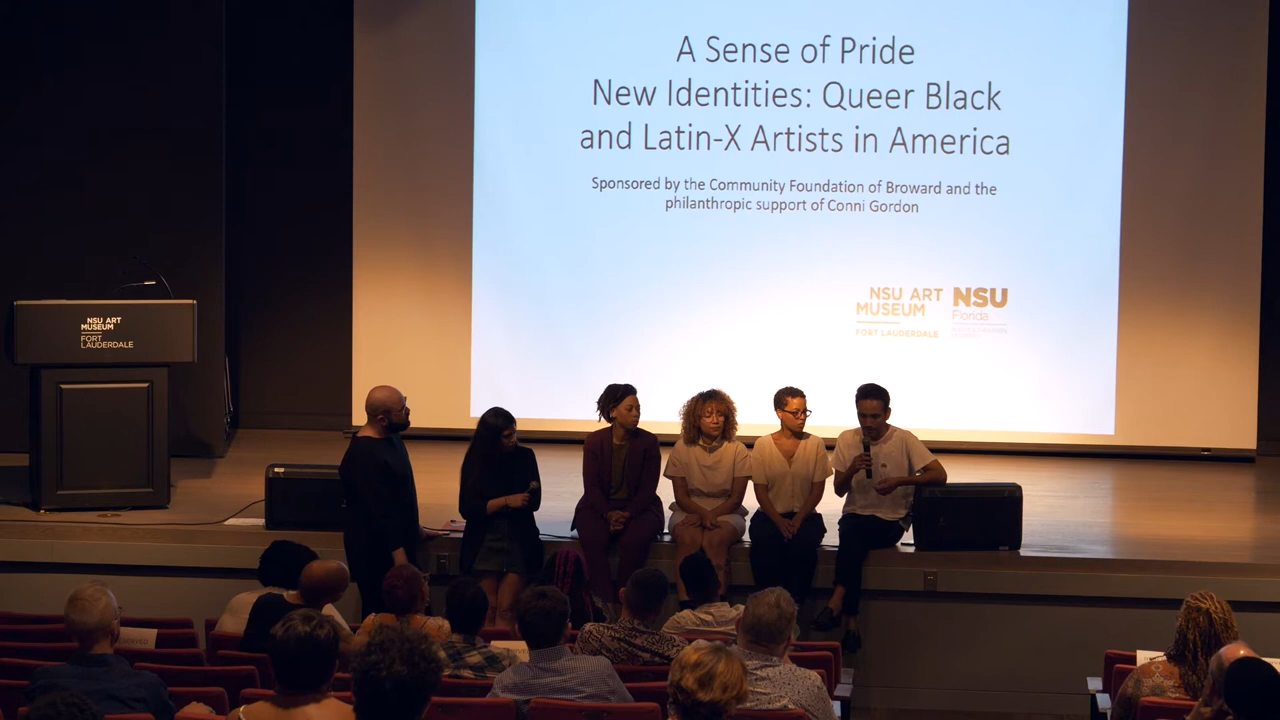 A Sense of Pride
New Identities: Queer Black
and Latin-X Artists in America
Sponsored by the Community Foundation of Broward and the
philanthropic support of Conni Gordon
NSU ART
MUSEUM
FORT LAUDERDALE
NSU
Florida
NSU ART
MUSEUM
FORT
LAUDERDALE
RESERVED